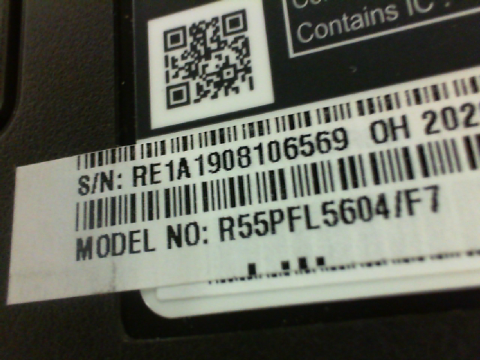 Contains IC
S/N: RE1A1908106569 OH 202
MODEL NO: R55PFL5604/F7